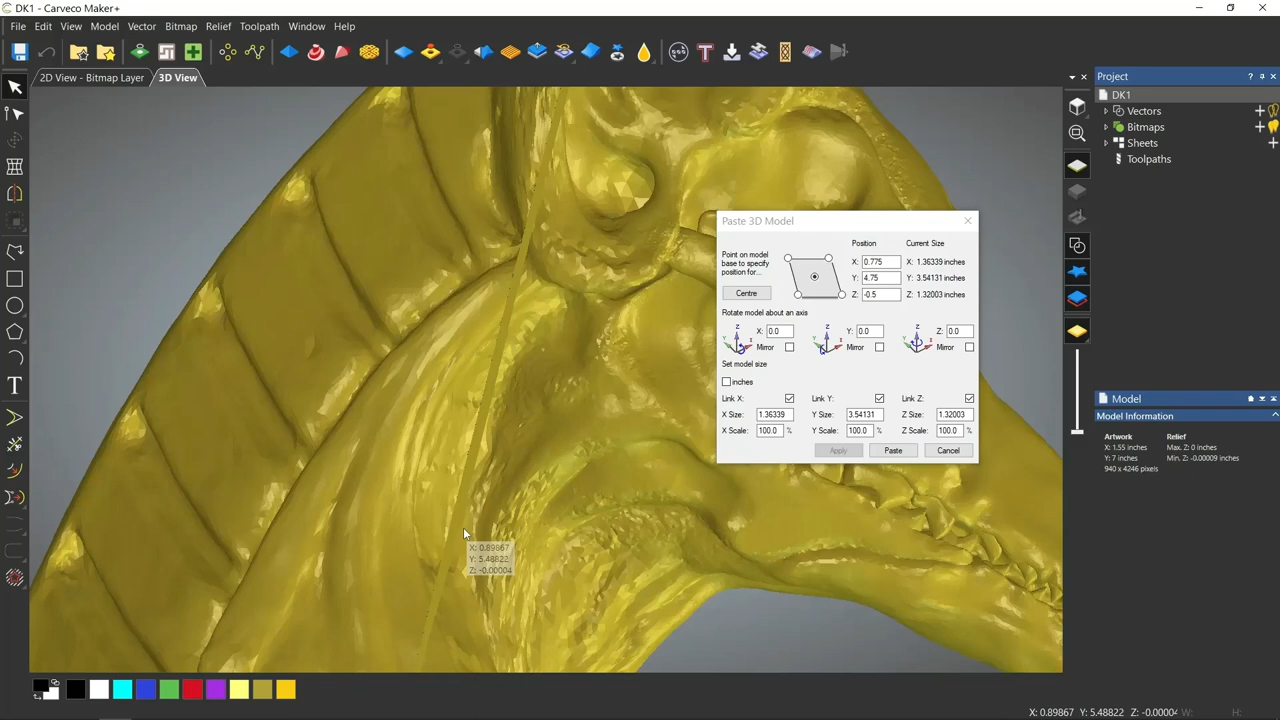 DK1 - Carveco Maker+
File Edit View Model Vector Bitmap Relief Toolpath Window Help
2D View - Bitmap Layer 3D View
Project
DK1
Vectors
Bitmaps
Sheets
Toolpaths
Paste 3D Model
Point on model
base to specify
position for...
Centre
Position Current Size
X: 0.775 X: 1.36339 inches
Y: 4.75 Y: 3.54131 inches
Z: -0.5 Z: 1.32003 inches
Rotate model about an axis
X: 0.0 Y: 0.0 Z: 0.0
Mirror Mirror Mirror
Set model size
inches
Link X: Link Y: Link Z:
X Size: 1.36339 Y Size: 3.54131 Z Size: 1.32003
X Scale: 100.0 % Y Scale: 100.0 % Z Scale: 100.0 %
Apply Paste Cancel
Model
Model Information
Artwork Relief
X: 1.55 inches Max. Z: 0 inches
Y: 7 inches Min. Z: -0.00009 inches
940 x 4246 pixels
X: 0.89867
Y: 5.48822
Z: -0.00004
X: 0.89867 Y: 5.48822 Z: -0.00004 W: H: